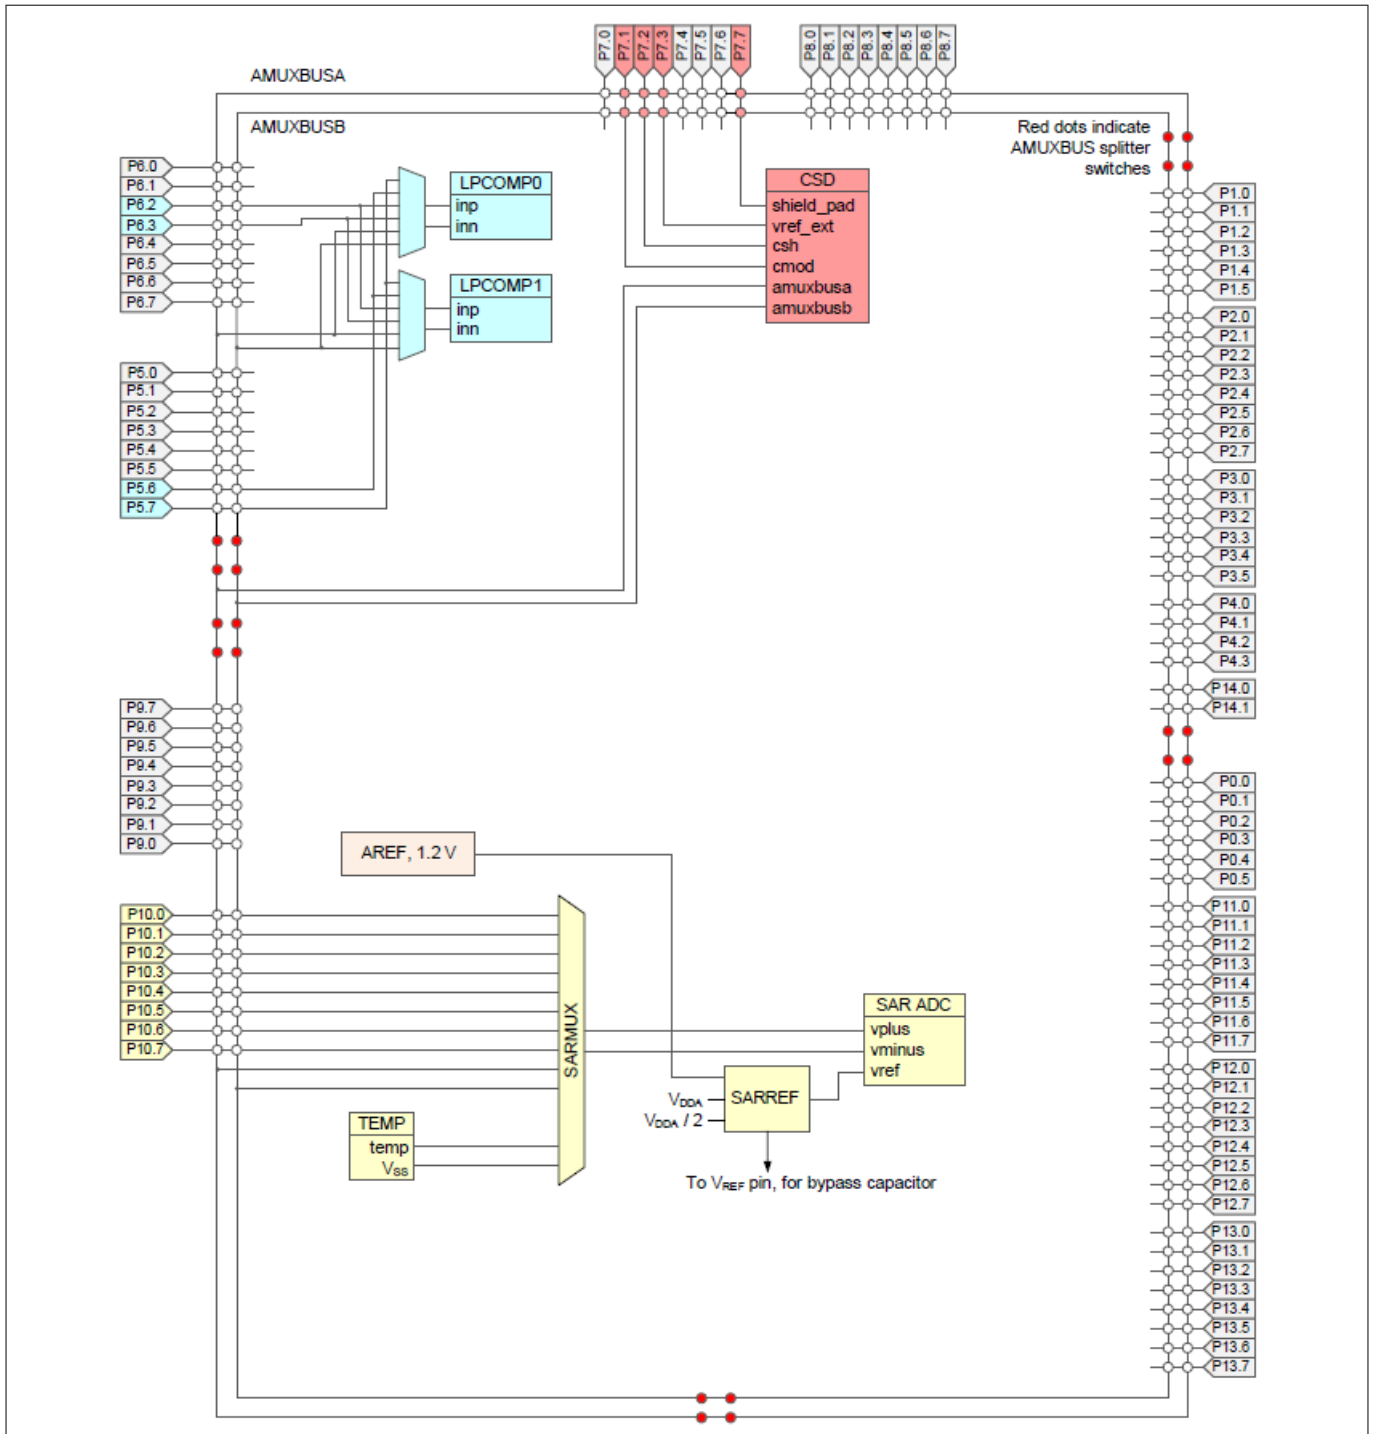 P7.0
P7.1
P7.2
P7.3
P7.4
P7.5
P7.6
P7.7
P8.0
P8.1
P8.2
P8.3
P8.4
P8.5
P8.6
P8.7
AMUXBUSA
AMUXBUSB
Red dots indicate
AMUXBUS splitter
switches
P6.0
P6.1
P6.2
P6.3
P6.4
P6.5
P6.6
P6.7
LPCOMP0
inp
inn
LPCOMP1
inp
inn
CSD
shield_pad
vref_ext
csh
cmod
amuxbusa
amuxbusb
P5.0
P5.1
P5.2
P5.3
P5.4
P5.5
P5.6
P5.7
P1.0
P1.1
P1.2
P1.3
P1.4
P1.5
P2.0
P2.1
P2.2
P2.3
P2.4
P2.5
P2.6
P2.7
P3.0
P3.1
P3.2
P3.3
P3.4
P3.5
P4.0
P4.1
P4.2
P4.3
P14.0
P14.1
P9.7
P9.6
P9.5
P9.4
P9.3
P9.2
P9.1
P9.0
AREF, 1.2 V
P10.0
P10.1
P10.2
P10.3
P10.4
P10.5
P10.6
P10.7
SARMUX
SAR ADC
vplus
vminus
vref
SARREF
VDDA
VDDA / 2
TEMP
temp
VSS
To VREF pin, for bypass capacitor
P0.0
P0.1
P0.2
P0.3
P0.4
P0.5
P11.0
P11.1
P11.2
P11.3
P11.4
P11.5
P11.6
P11.7
P12.0
P12.1
P12.2
P12.3
P12.4
P12.5
P12.6
P12.7
P13.0
P13.1
P13.2
P13.3
P13.4
P13.5
P13.6
P13.7